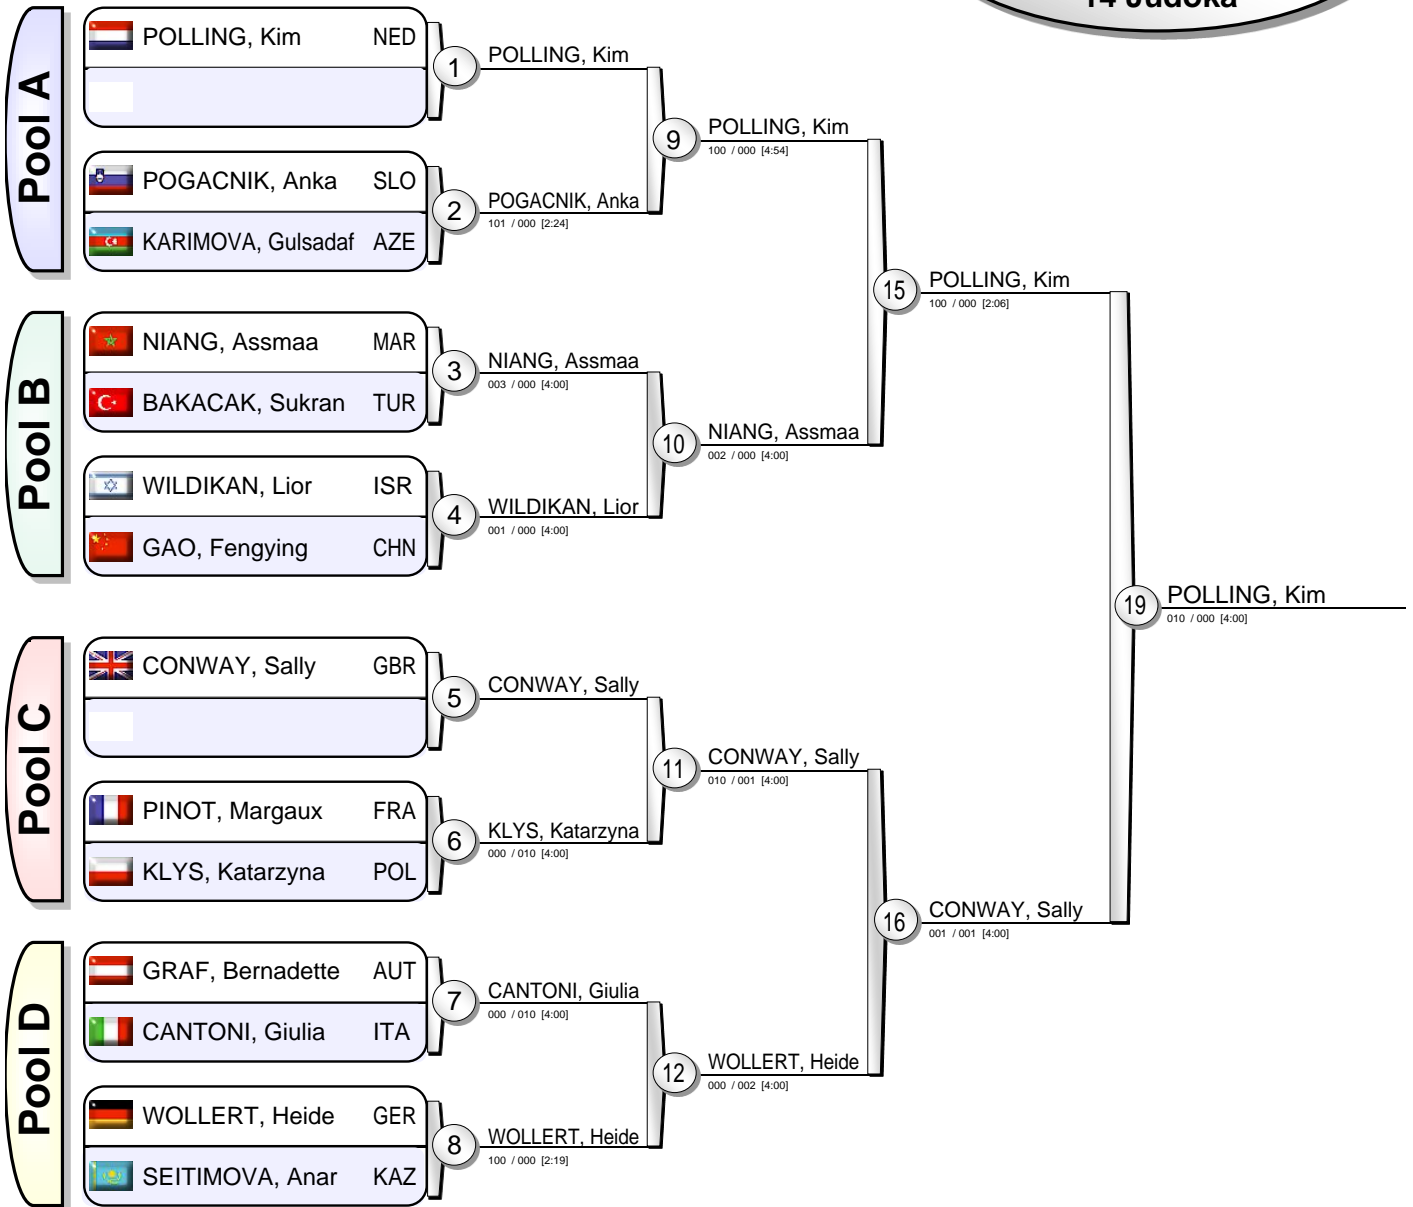 14 Judoka
Pool A
POLLING, Kim NED
POGACNIK, Anka SLO
KARIMOVA, Gulsadaf AZE
Pool B
NIANG, Assmaa MAR
BAKACAK, Sukran TUR
WILDIKAN, Lior ISR
GAO, Fengying CHN
Pool C
CONWAY, Sally GBR
PINOT, Margaux FRA
KLYS, Katarzyna POL
Pool D
GRAF, Bernadette AUT
CANTONI, Giulia ITA
WOLLERT, Heide GER
SEITIMOVA, Anar KAZ
1
POLLING, Kim
2
POGACNIK, Anka
101 / 000 [2:24]
3
NIANG, Assmaa
003 / 000 [4:00]
4
WILDIKAN, Lior
001 / 000 [4:00]
5
CONWAY, Sally
6
KLYS, Katarzyna
000 / 010 [4:00]
7
CANTONI, Giulia
000 / 010 [4:00]
8
WOLLERT, Heide
100 / 000 [2:19]
9
POLLING, Kim
100 / 000 [4:54]
10
NIANG, Assmaa
002 / 000 [4:00]
11
CONWAY, Sally
010 / 001 [4:00]
12
WOLLERT, Heide
000 / 002 [4:00]
15
POLLING, Kim
100 / 000 [2:06]
16
CONWAY, Sally
001 / 001 [4:00]
19
POLLING, Kim
010 / 000 [4:00]